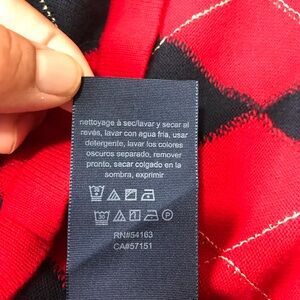 nettoyage à sec/lavar y secar al
revés, lavar con agua fria, usar
detergente, lavar los colores
oscuros separado, remover
pronto, secar colgado en la
sombra, exprimir
RN#54163
CA#57151